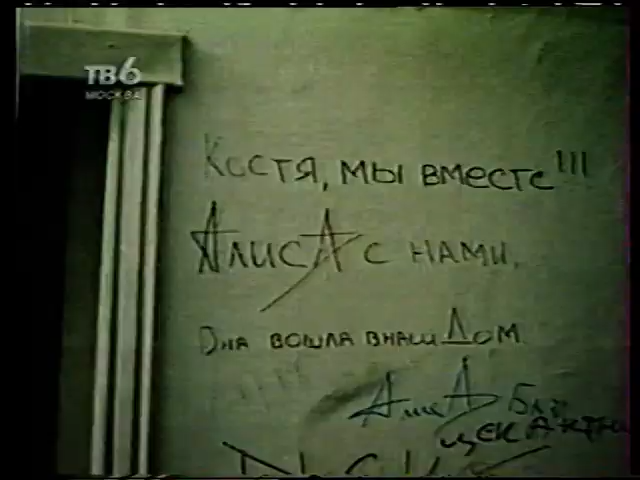 ТВ6
МОСКВА
Костя, мы вместе!!!
АлисА с нами,
Она вошла в наш Дом
АлисА